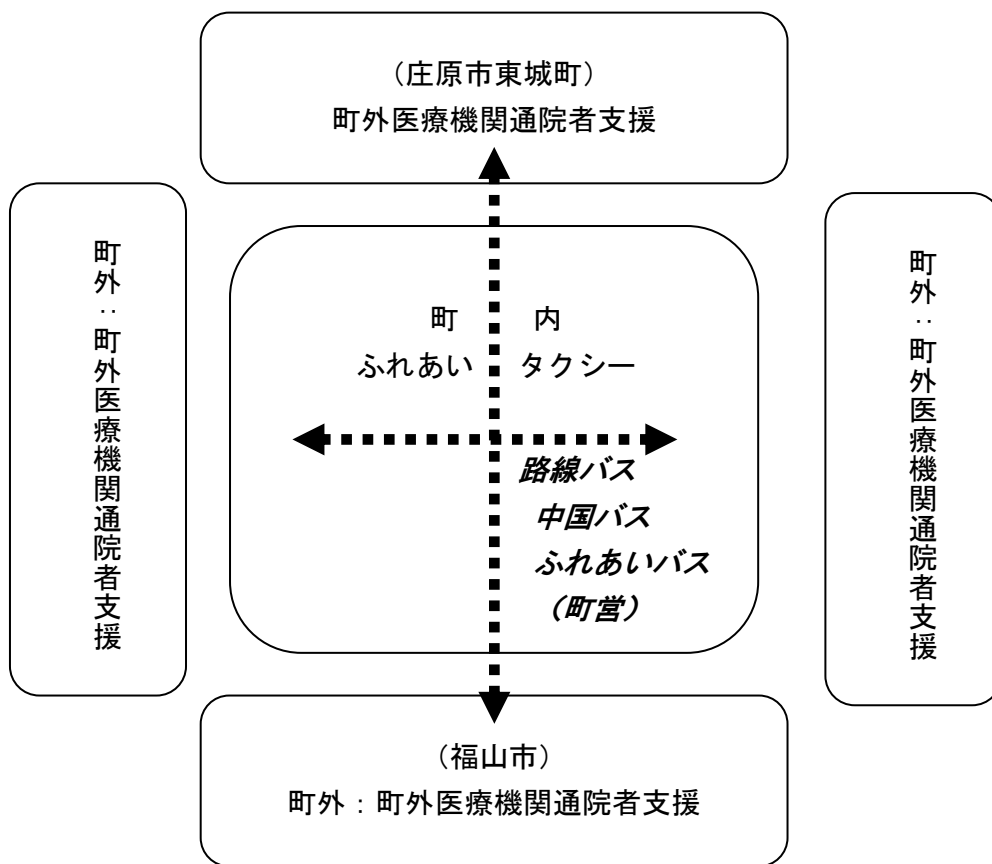 （庄原市東城町）
町外医療機関通院者支援
町外：町外医療機関通院者支援
町　内
ふれあい　タクシー
路線バス
中国バス
ふれあいバス
（町営）
町外：町外医療機関通院者支援
（福山市）
町外：町外医療機関通院者支援